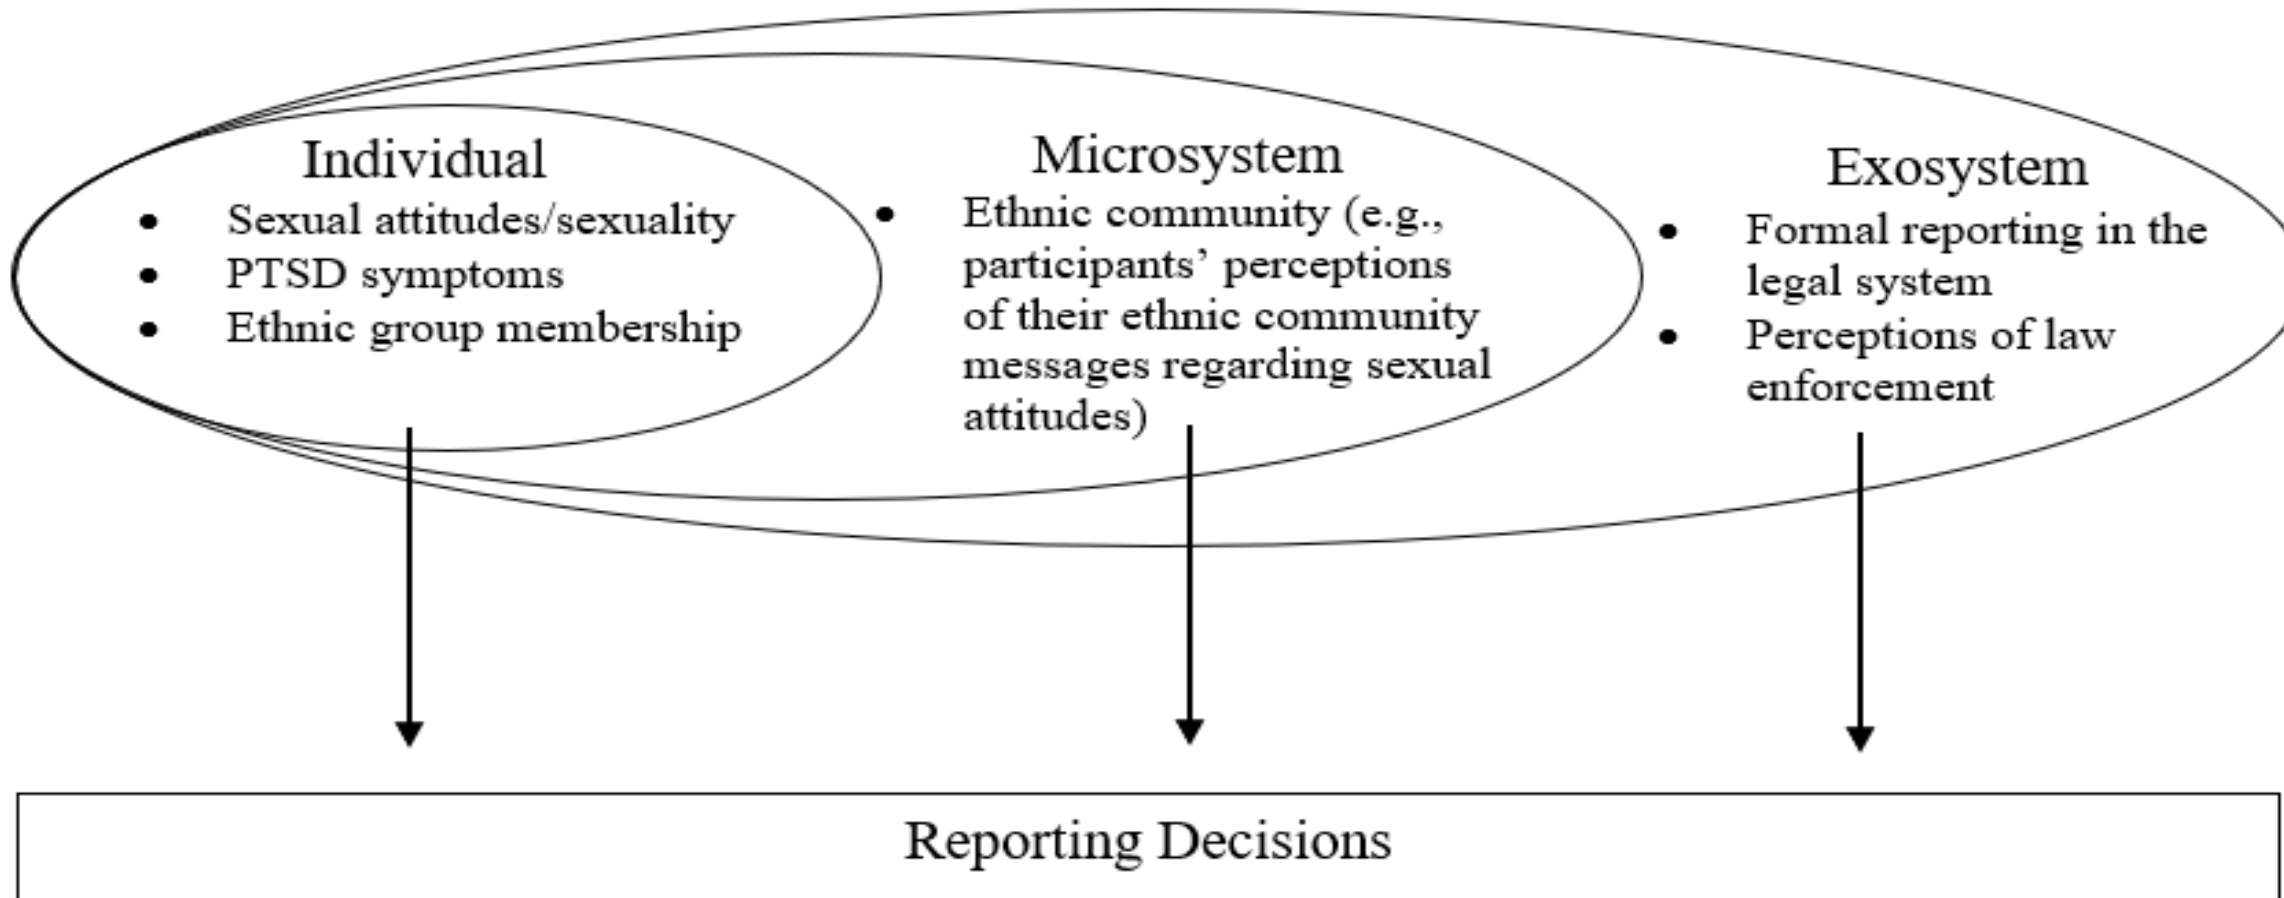 Individual
• Sexual attitudes/sexuality
• PTSD symptoms
• Ethnic group membership
Microsystem
• Ethnic community (e.g.,
participants’ perceptions
of their ethnic community
messages regarding sexual
attitudes)
Exosystem
• Formal reporting in the
legal system
• Perceptions of law
enforcement
Reporting Decisions